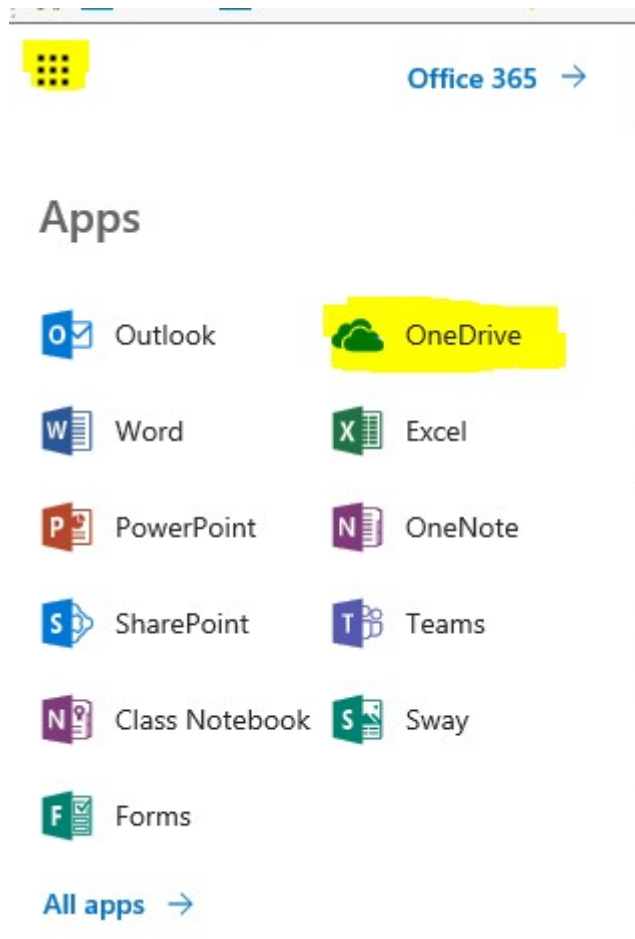 Office 365
Apps
Outlook
OneDrive
Word
Excel
PowerPoint
OneNote
SharePoint
Teams
Class Notebook
Sway
Forms
All apps